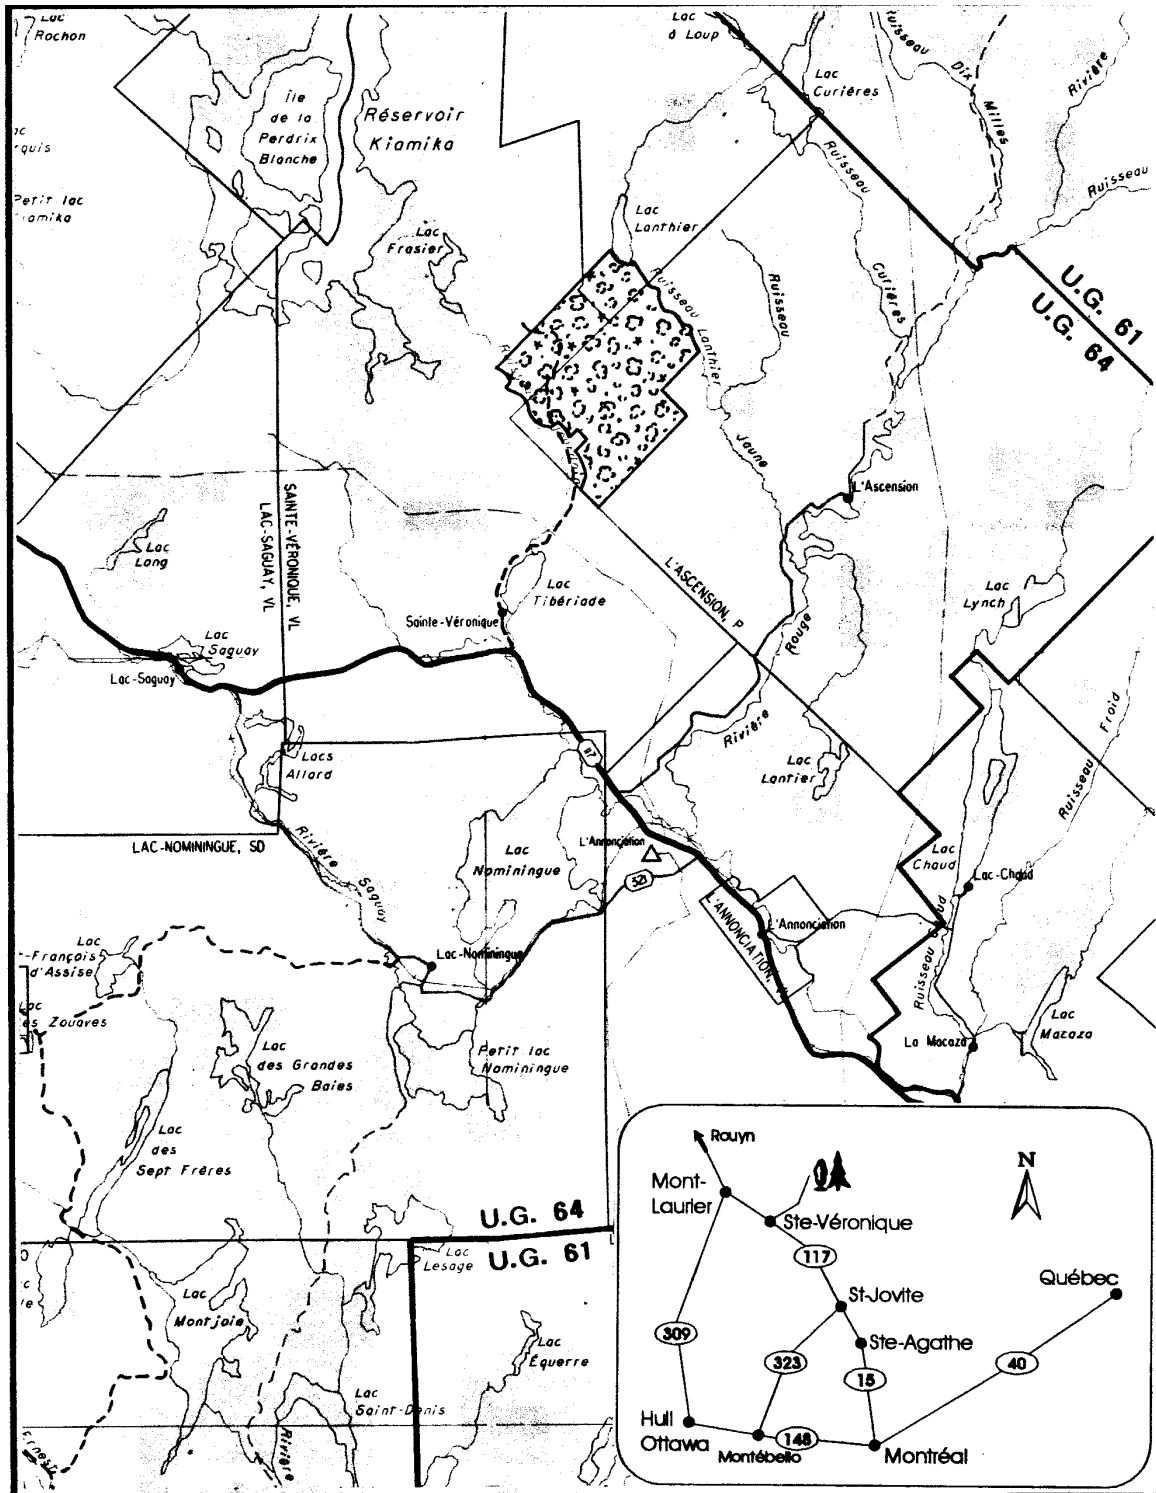 Lac
Rochon
Lac
à Loup
Ruisseau
Dix
Milles
Rivière
Lac
Curières
Île
de la
Perdrix
Blanche
Réservoir
Kiamika
Ruisseau
Ruisseau
Petit lac
Lac
Frasier
Lac
Lanthier
Ruisseau Lanthier
Ruisseau
Curières
U.G. 61
U.G. 64
Jaune
L'Ascension
SAINTE-VÉRONIQUE, VL
LAC-SAGUAY, VL
Lac
Long
Lac
Tibériade
L'ASCENSION, P
Lac
Lynch
Sainte-Véronique
Lac
Saguay
Lac-Saguay
Rouge
Rivière
Ruisseau Froid
Lacs
Allard
117
Lac
Lantier
LAC-NOMININGUE, SD
Rivière
Saguay
Lac
Nominingue
L'Annonciation
321
Lac
Chaud
Lac-Chaud
L'ANNONCIATION, VL
L'Annonciation
Ruisseau Chaud
Lac
-François
d'Assise
Lac-Nominingue
Lac
es Zouaves
Lac
des Grandes
Baies
Petit lac
Nominingue
La Macaza
Lac
Macaza
Lac
des
Sept Frères
U.G. 64
U.G. 61
Lac
Lesage
Lac
Montjoie
Lac
Équerre
Lac
Saint-Denis
Rivière
Ernest
Rouyn
N
Mont-
Laurier
Ste-Véronique
117
Québec
St-Jovite
309
323
Ste-Agathe
15
40
Hull
Ottawa
Montébello
148
Montréal